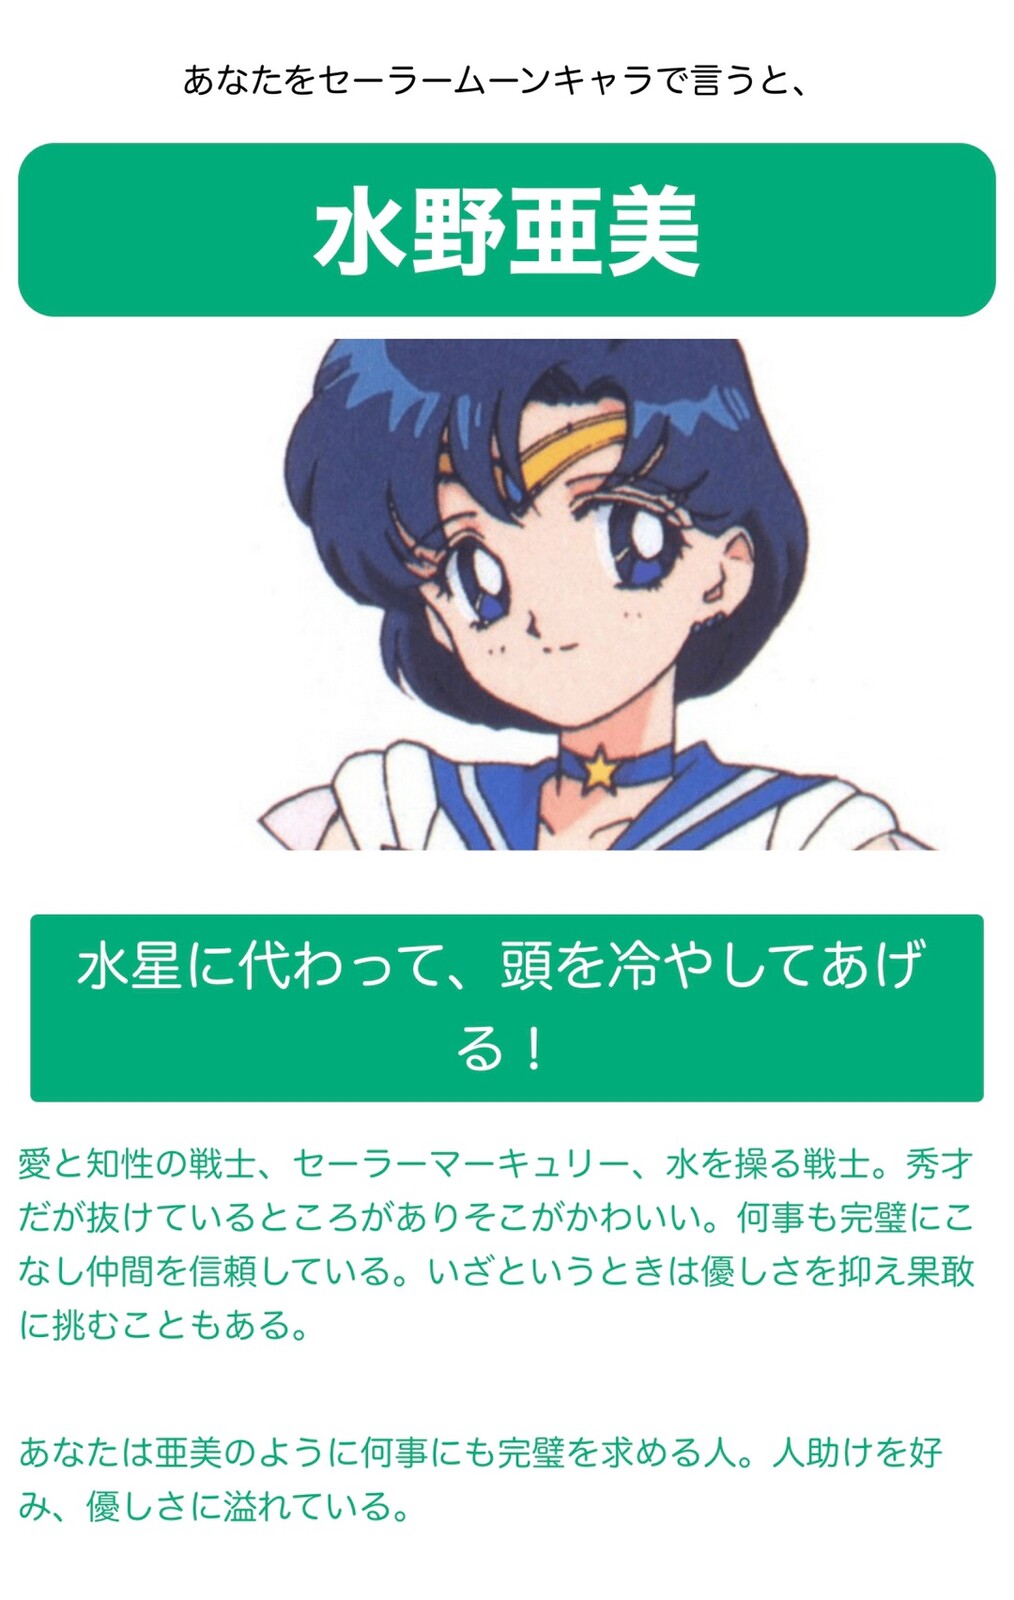 あなたをセーラームーンキャラで言うと、
水野亜美
水星に代わって、頭を冷やしてあげ
る！
愛と知性の戦士、セーラーマーキュリー、水を操る戦士。秀才
だが抜けているところがありそこがかわいい。何事も完璧にこ
なし仲間を信頼している。いざというときは優しさを抑え果敢
に挑むこともある。
あなたは亜美のように何事にも完璧を求める人。人助けを好
み、優しさに溢れている。